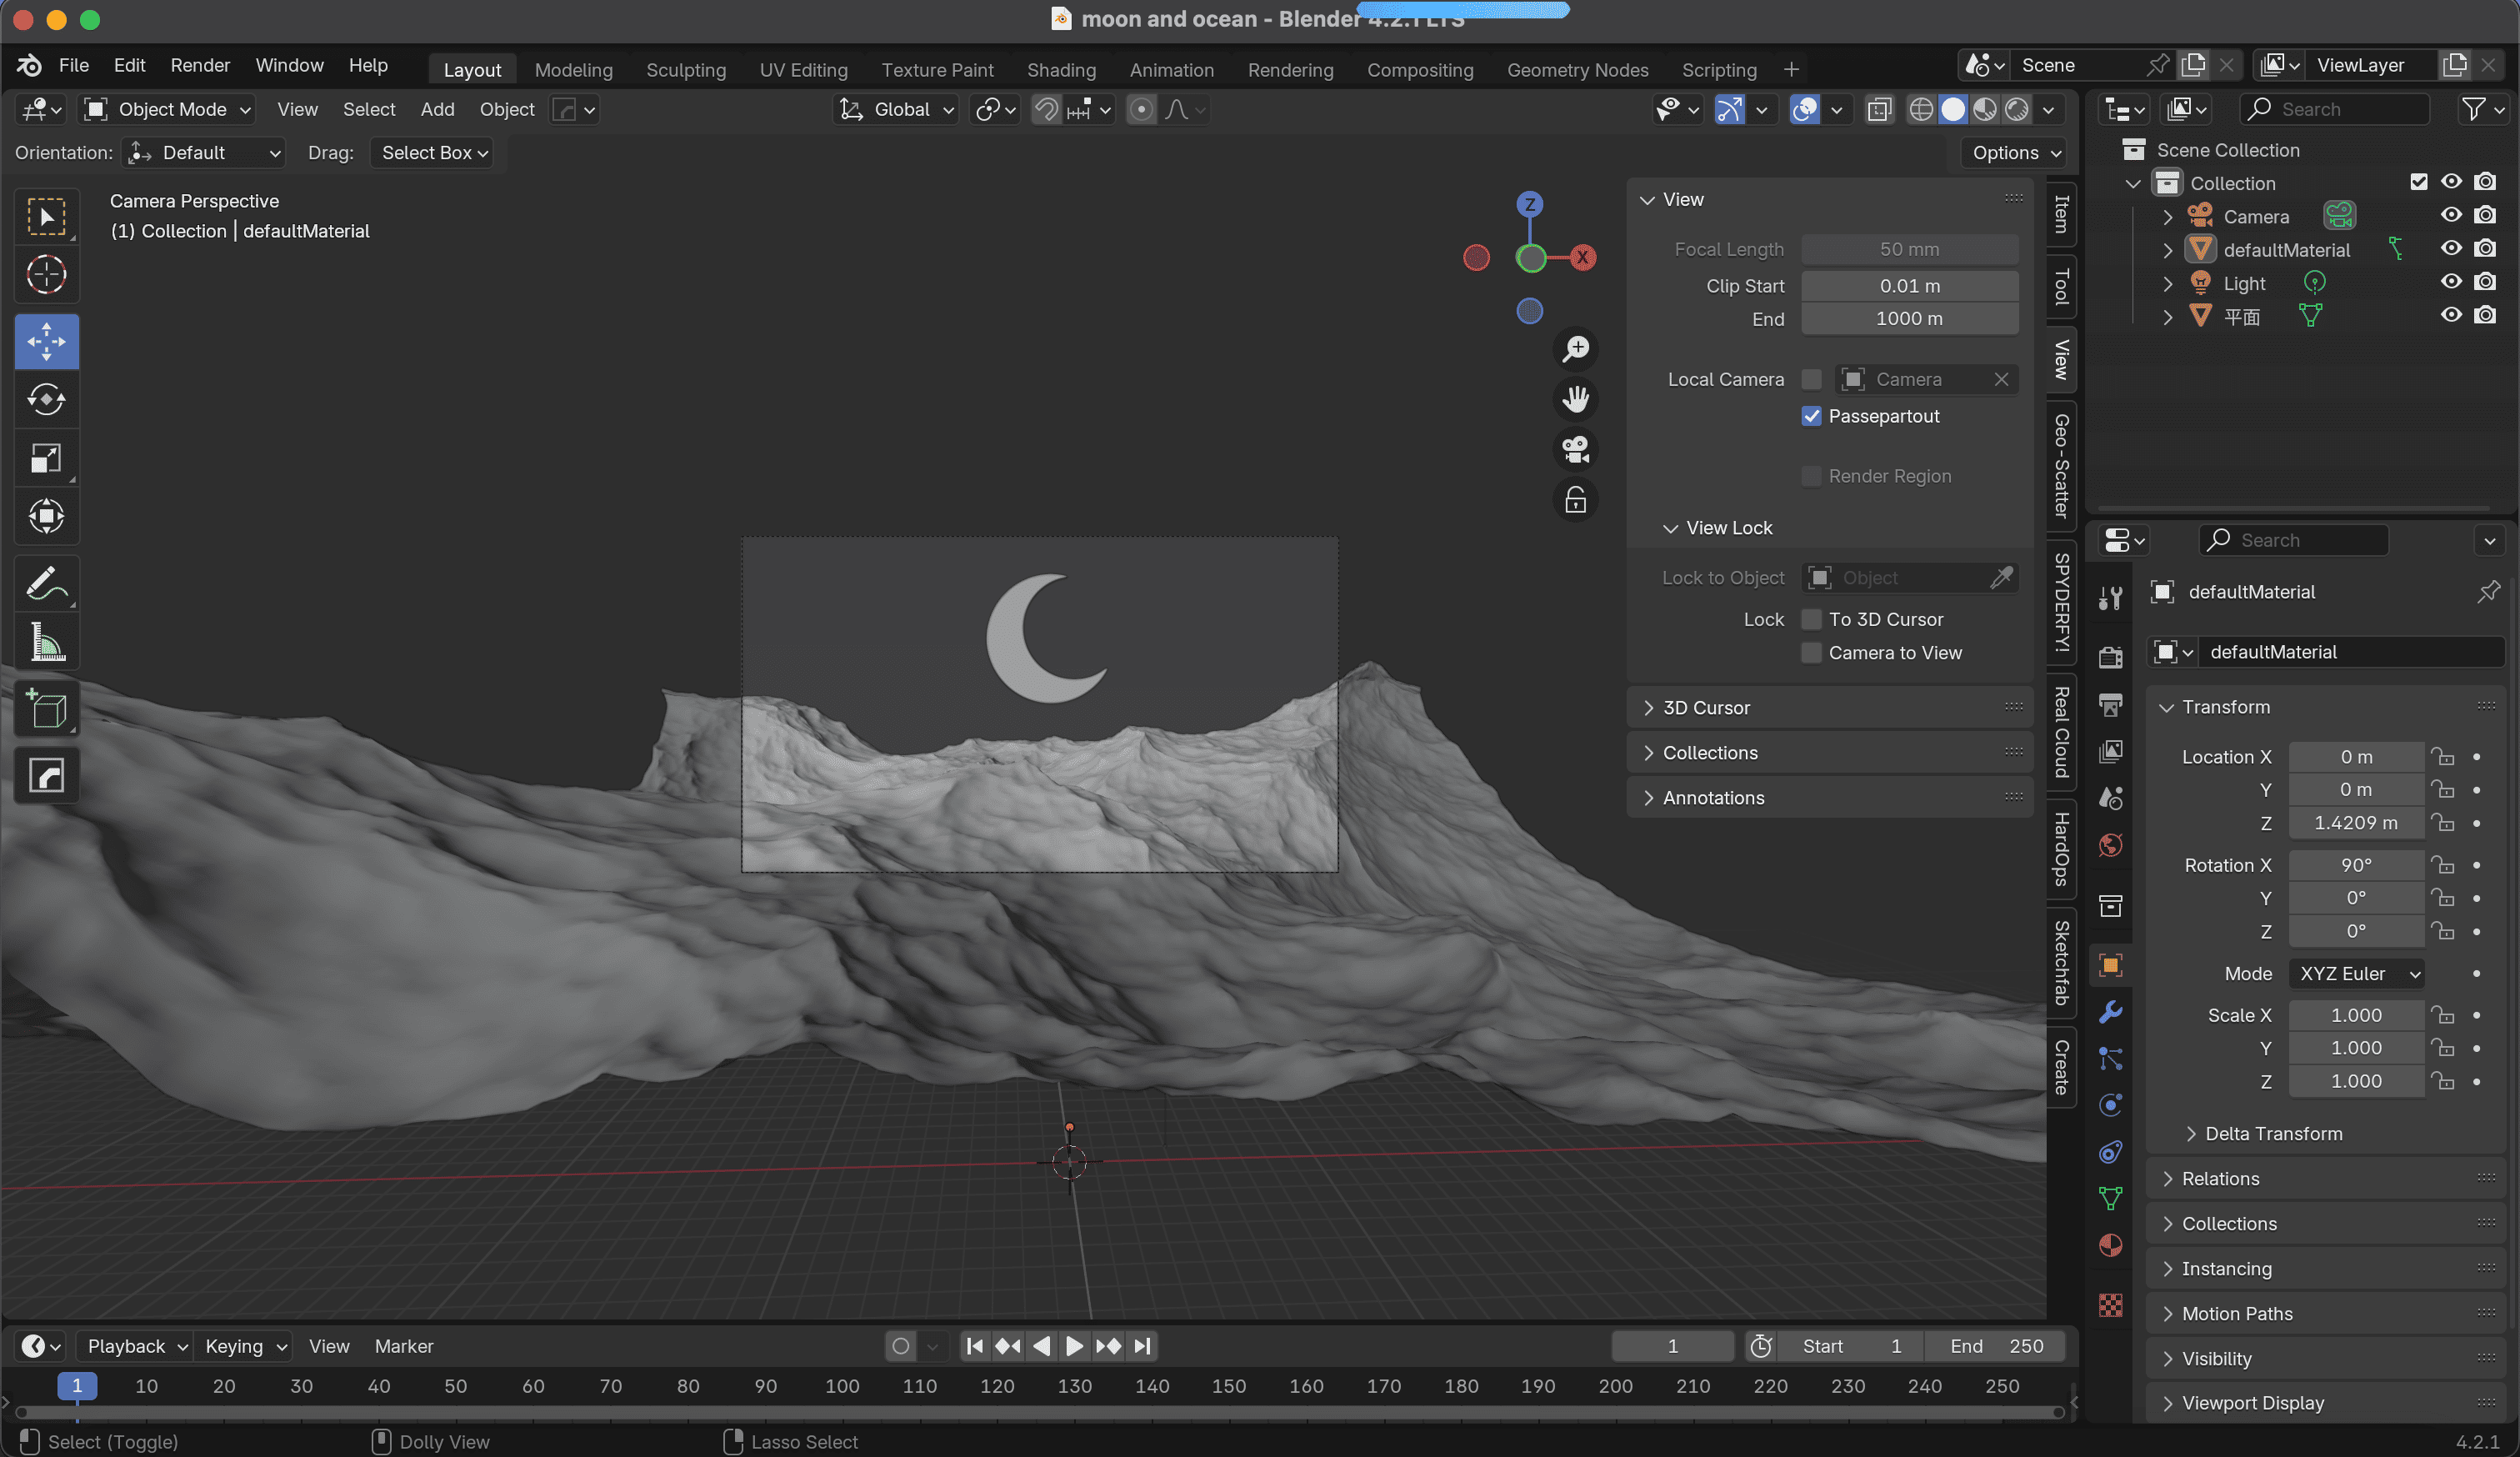 moon and ocean - Blender 4.2.1 LTS
File Edit Render Window Help
Layout Modeling Sculpting UV Editing Texture Paint Shading Animation Rendering Compositing Geometry Nodes Scripting +
Scene
ViewLayer
Object Mode View Select Add Object
Global
Search
Orientation: Default Drag: Select Box
Options
Camera Perspective
(1) Collection | defaultMaterial
Z
X
View
Focal Length 50 mm
Clip Start 0.01 m
End 1000 m
Local Camera Camera
Passepartout
Render Region
View Lock
Lock to Object Object
Lock To 3D Cursor
Camera to View
3D Cursor
Collections
Annotations
Item
Tool
View
Geo-Scatter
SPYDERFY!
Real Cloud
HardOps
Sketchfab
Create
Scene Collection
Collection
Camera
defaultMaterial
Light
平面
Search
defaultMaterial
defaultMaterial
Transform
Location X 0 m
Y 0 m
Z 1.4209 m
Rotation X 90°
Y 0°
Z 0°
Mode XYZ Euler
Scale X 1.000
Y 1.000
Z 1.000
Delta Transform
Relations
Collections
Instancing
Motion Paths
Visibility
Viewport Display
Playback Keying View Marker
1
Start 1
End 250
1 10 20 30 40 50 60 70 80 90 100 110 120 130 140 150 160 170 180 190 200 210 220 230 240 250
Select (Toggle) Dolly View Lasso Select
4.2.1